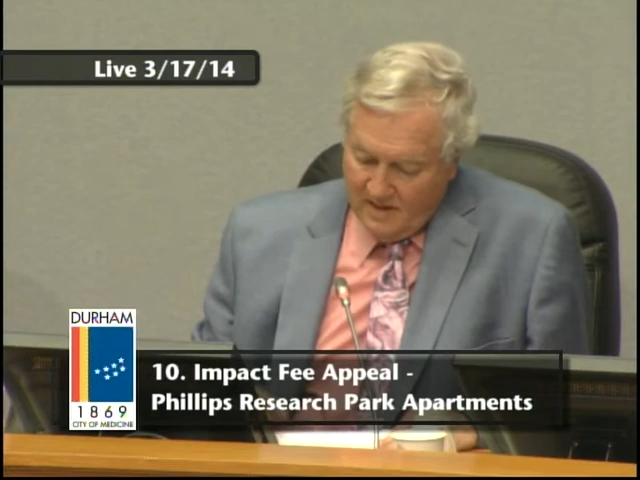 Live 3/17/14
DURHAM
1869
CITY OF MEDICINE
10. Impact Fee Appeal -
Phillips Research Park Apartments